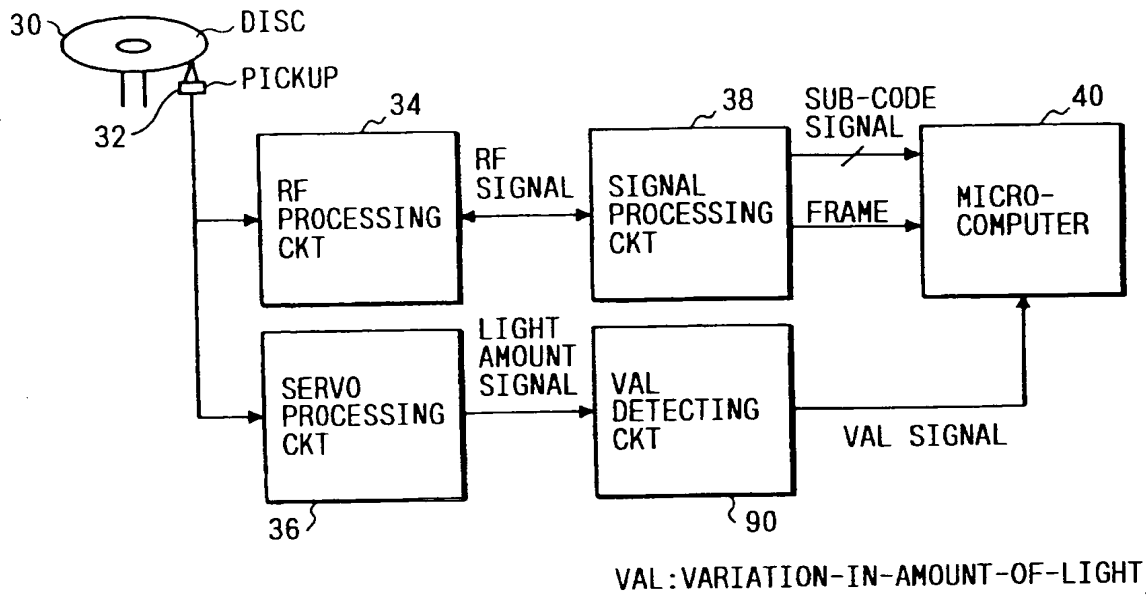 30
DISC
PICKUP
32
34
RF
PROCESSING
CKT
RF
SIGNAL
38
SIGNAL
PROCESSING
CKT
SUB-CODE
SIGNAL
FRAME
40
MICRO-
COMPUTER
SERVO
PROCESSING
CKT
36
LIGHT
AMOUNT
SIGNAL
VAL
DETECTING
CKT
90
VAL SIGNAL
VAL:VARIATION-IN-AMOUNT-OF-LIGHT